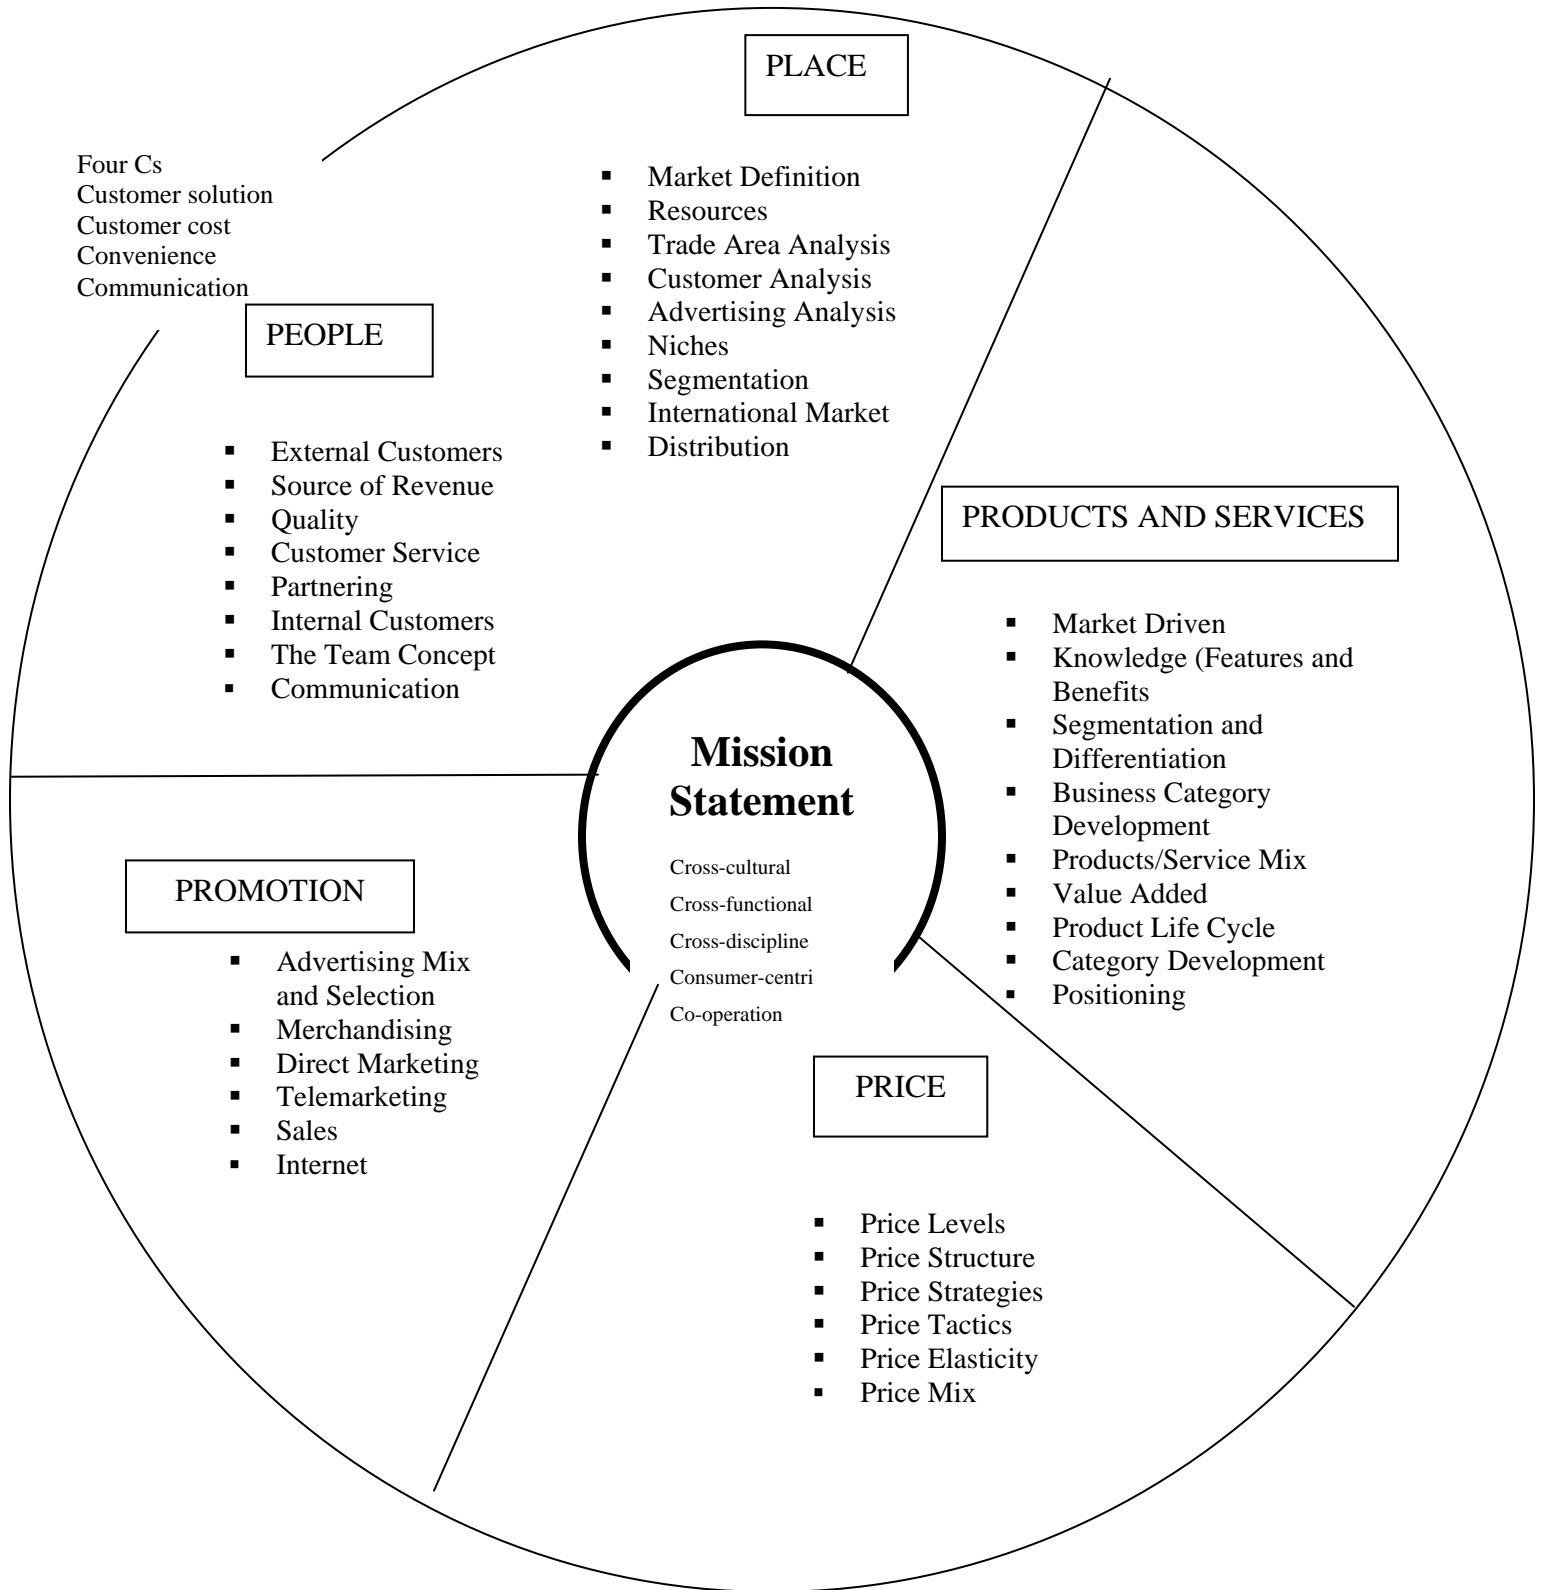 PLACE
Four Cs
Customer solution
Customer cost
Convenience
Communication
▪ Market Definition
▪ Resources
▪ Trade Area Analysis
▪ Customer Analysis
▪ Advertising Analysis
▪ Niches
▪ Segmentation
▪ International Market
▪ Distribution
PEOPLE
▪ External Customers
▪ Source of Revenue
▪ Quality
▪ Customer Service
▪ Partnering
▪ Internal Customers
▪ The Team Concept
▪ Communication
PRODUCTS AND SERVICES
▪ Market Driven
▪ Knowledge (Features and
Benefits
▪ Segmentation and
Differentiation
▪ Business Category
Development
▪ Products/Service Mix
▪ Value Added
▪ Product Life Cycle
▪ Category Development
▪ Positioning
Mission
Statement
Cross-cultural
Cross-functional
Cross-discipline
Consumer-centri
Co-operation
PROMOTION
▪ Advertising Mix
and Selection
▪ Merchandising
▪ Direct Marketing
▪ Telemarketing
▪ Sales
▪ Internet
PRICE
▪ Price Levels
▪ Price Structure
▪ Price Strategies
▪ Price Tactics
▪ Price Elasticity
▪ Price Mix